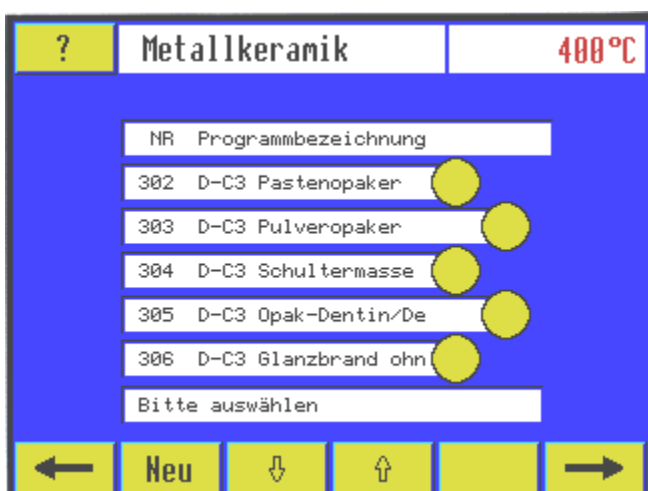 ?
Metallkeramik
400°C
NR Programmbezeichnung
302 D-C3 Pastenopaker
303 D-C3 Pulveropaker
304 D-C3 Schultermasse
305 D-C3 Opak-Dentin/De
306 D-C3 Glanzbrand ohn
Bitte auswählen
Neu